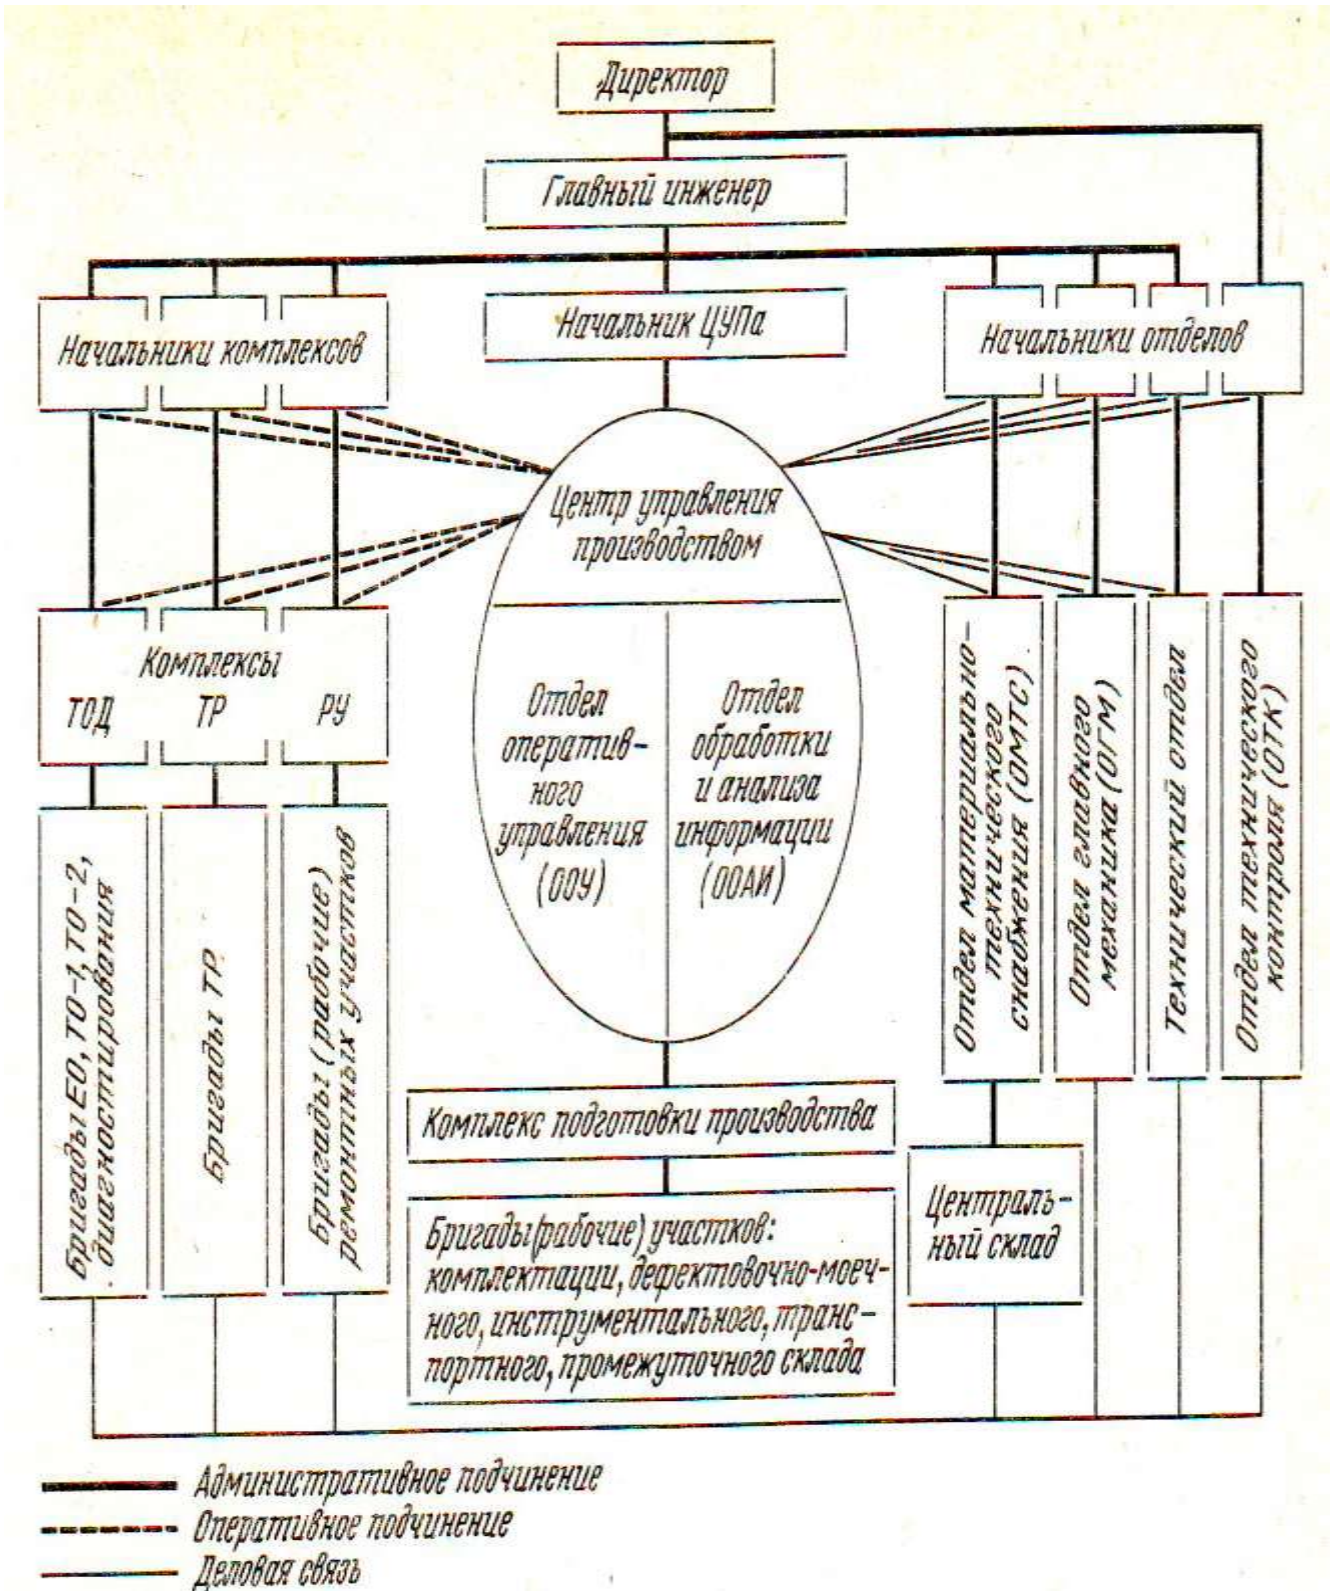 Директор
Главный инженер
Начальники комплексов
Начальник ЦУПа
Начальники отделов
Центр управления
производством
Комплексы
ТОД
ТР
РУ
Отдел
оператив-
ного
управления
(ООУ)
Отдел
обработки
и анализа
информации
(ООАИ)
Бригады ЕО, ТО-1, ТО-2,
диагностирования
Бригады ТР
Бригады (рабочие)
ремонтных участков
Отдел материально-
технического
снабжения (ОМТС)
Отдел главного
механика (ОГМ)
Технический отдел
Отдел технического
контроля (ОТК)
Комплекс подготовки производства
Бригады (рабочие) участков:
комплектации, дефектовочно-моеч-
ного, инструментального, транс-
портного, промежуточного склада
Централь-
ный склад
Административное подчинение
Оперативное подчинение
Деловая связь